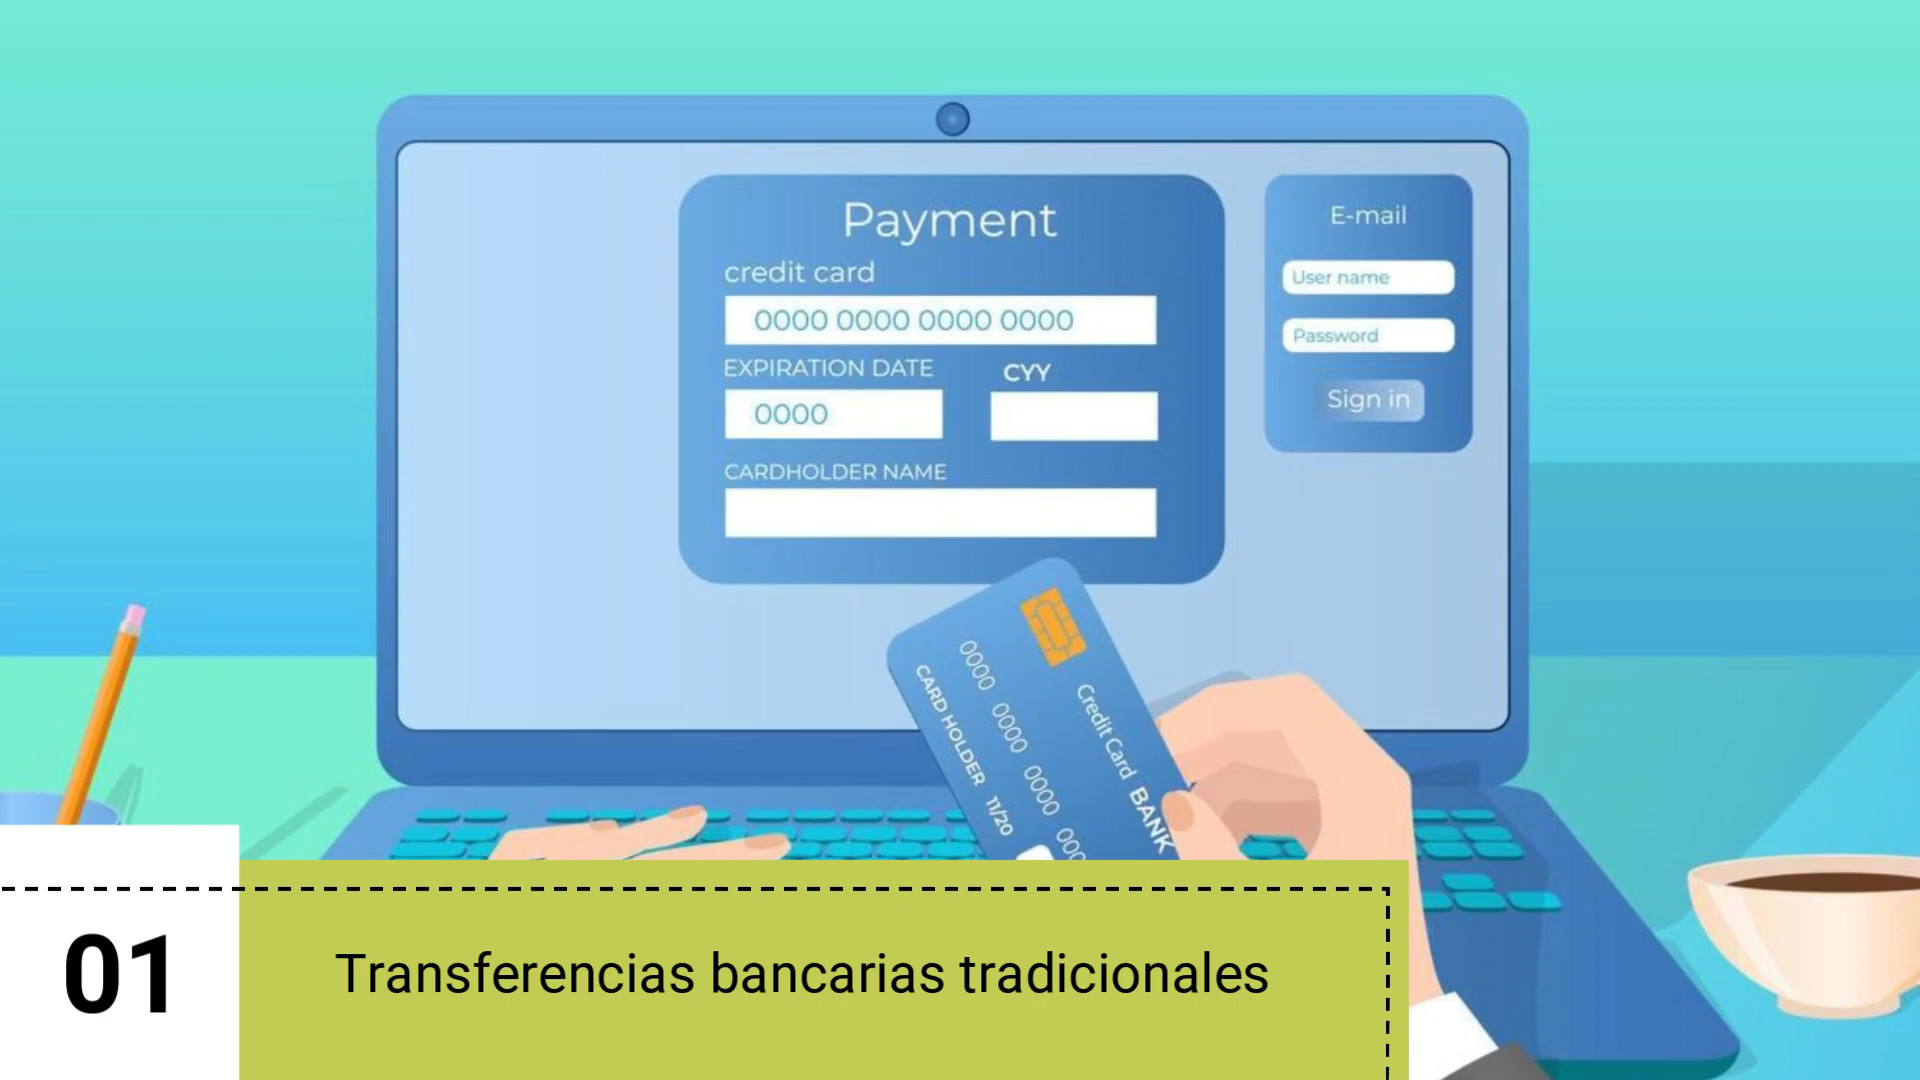 Payment
credit card
0000 0000 0000 0000
EXPIRATION DATE
CYY
0000
CARDHOLDER NAME
E-mail
User name
Password
Sign in
Credit Card BANK
0000 0000 0000 000
CARD HOLDER 11/20
01
Transferencias bancarias tradicionales